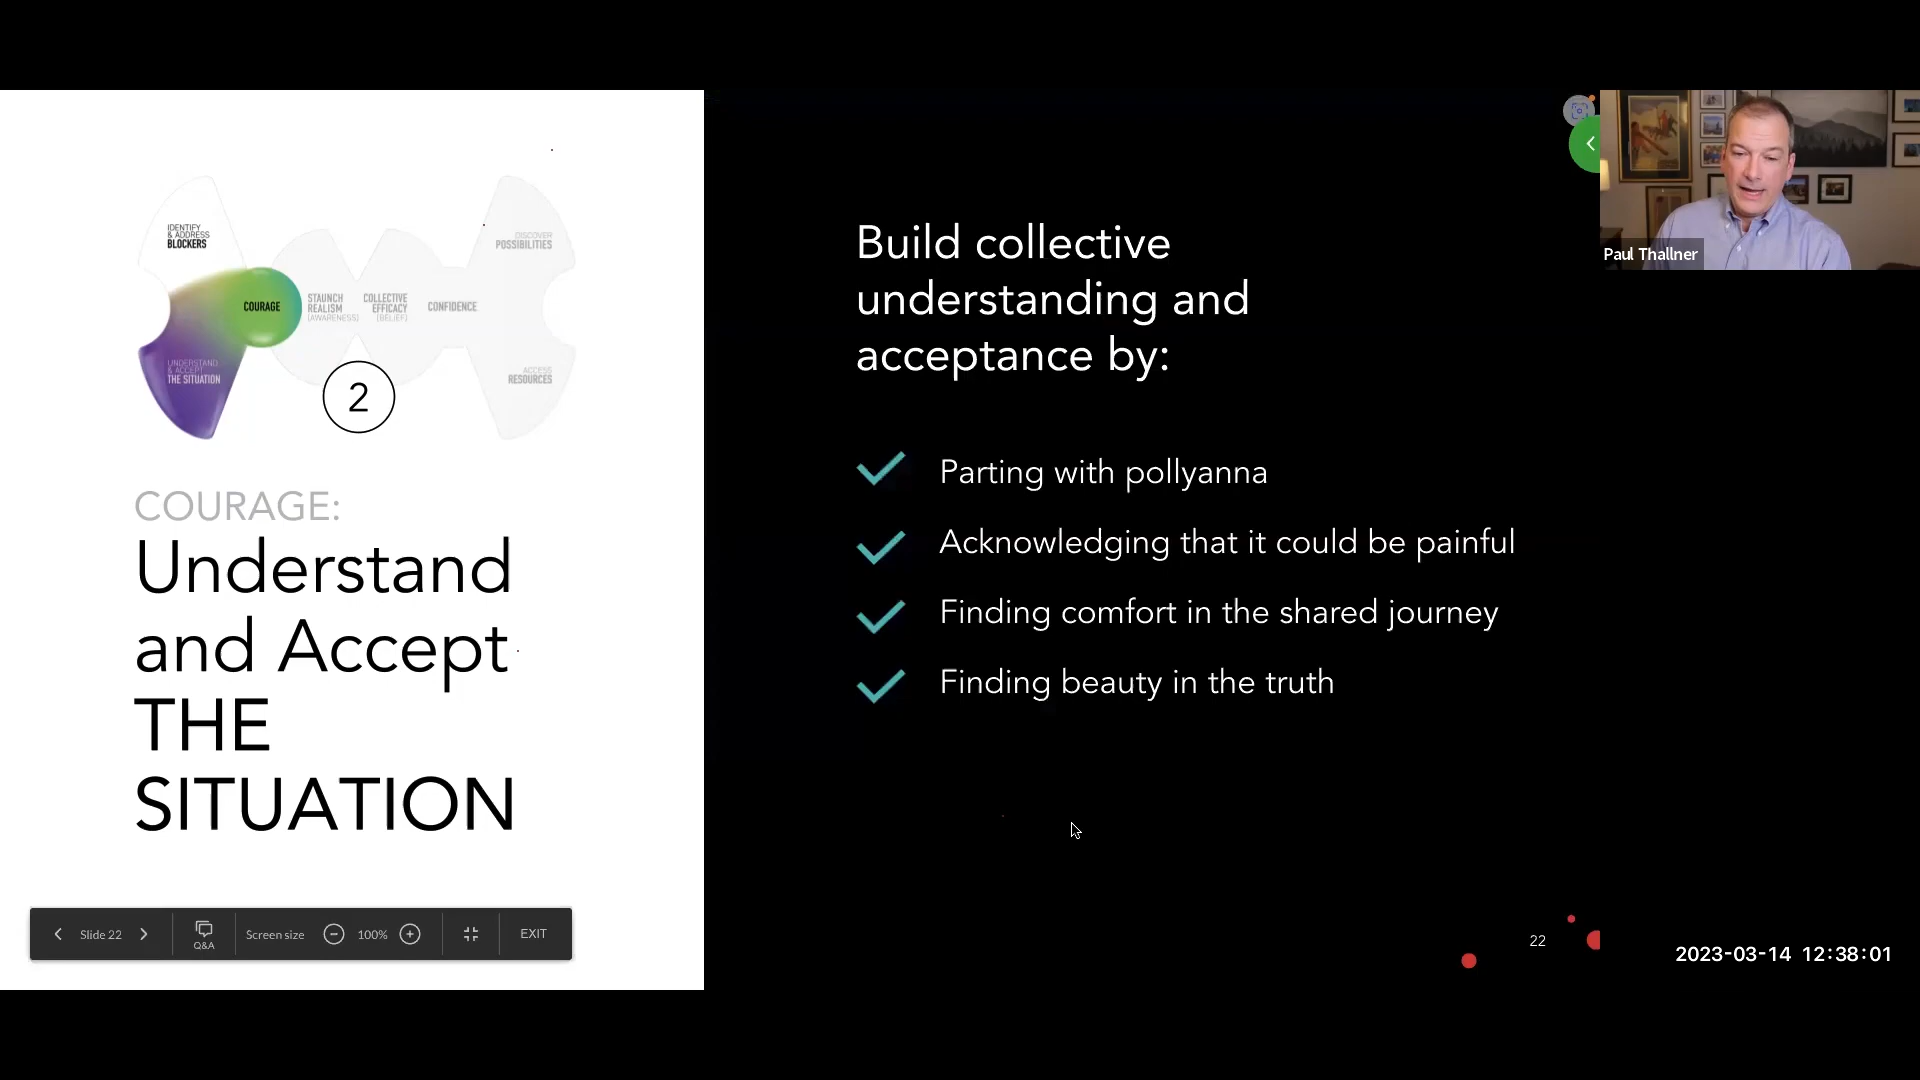 IDENTIFY
& ADDRESS
BLOCKERS
DISCOVER
POSSIBILITIES
COURAGE
STAUNCH
REALISM
[AWARENESS]
COLLECTIVE
EFFICACY
[BELIEF]
CONFIDENCE
UNDERSTAND
& ACCEPT
THE SITUATION
ACCESS
RESOURCES
2
COURAGE:
Understand
and Accept
THE
SITUATION
Build collective
understanding and
acceptance by:
Parting with pollyanna
Acknowledging that it could be painful
Finding comfort in the shared journey
Finding beauty in the truth
Paul Thallner
Slide 22
Q&A
Screen size
100%
EXIT
22
2023-03-14 12:38:01